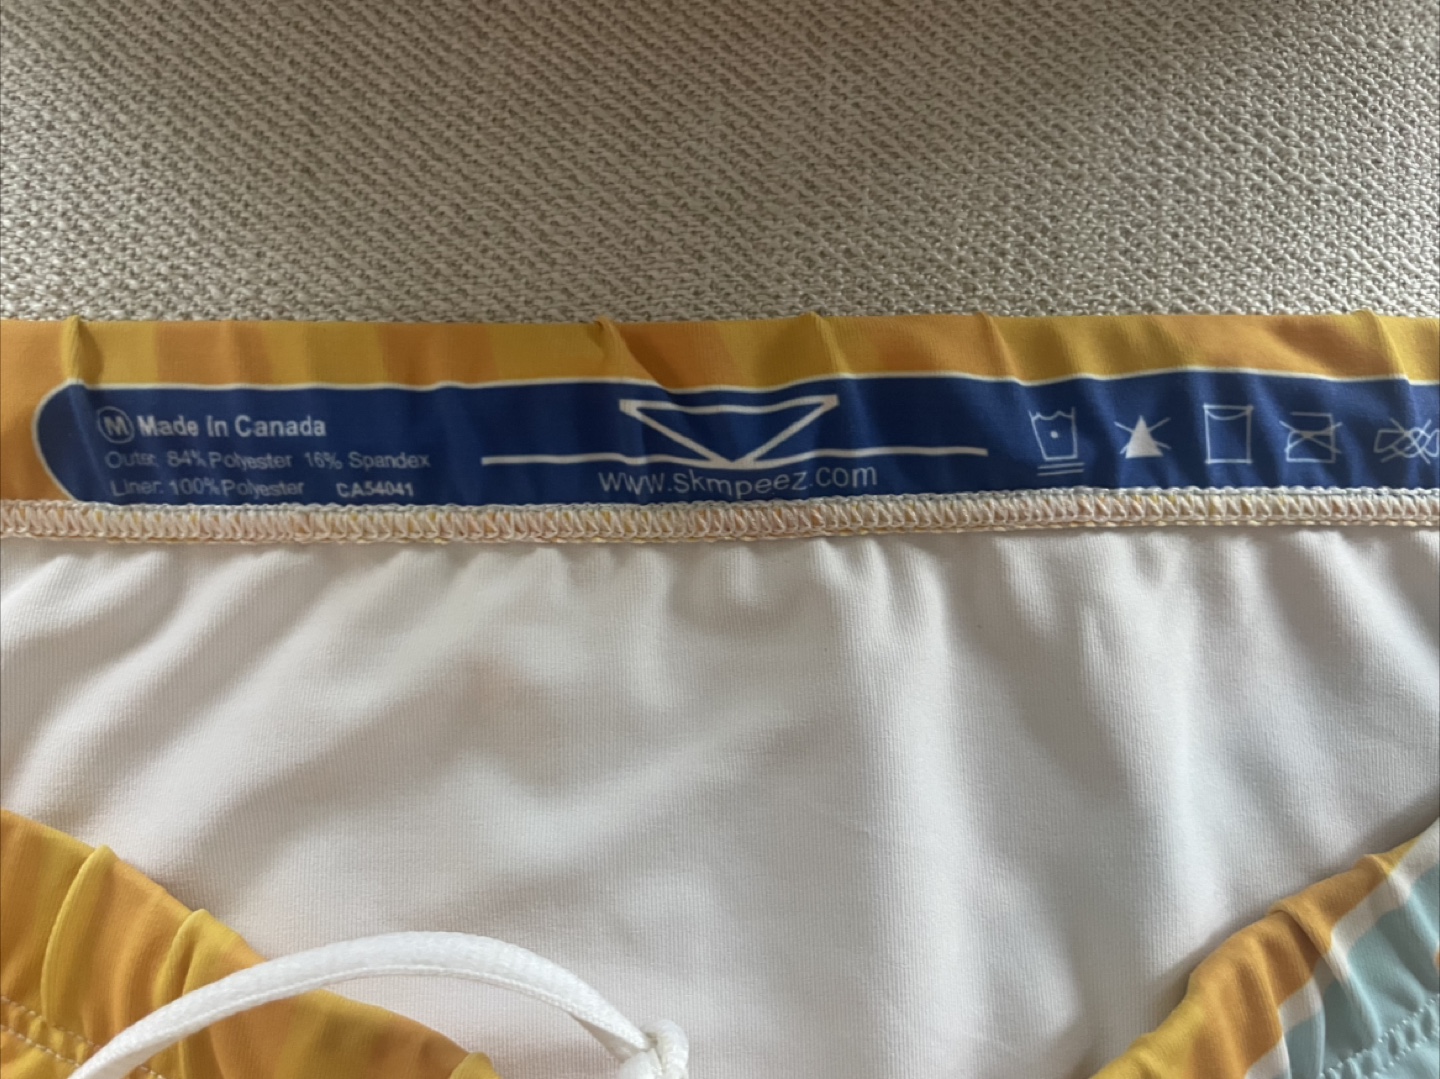 M Made in Canada
Outer: 84% Polyester 16% Spandex
Liner: 100% Polyester CA54041
www.skmpeez.com